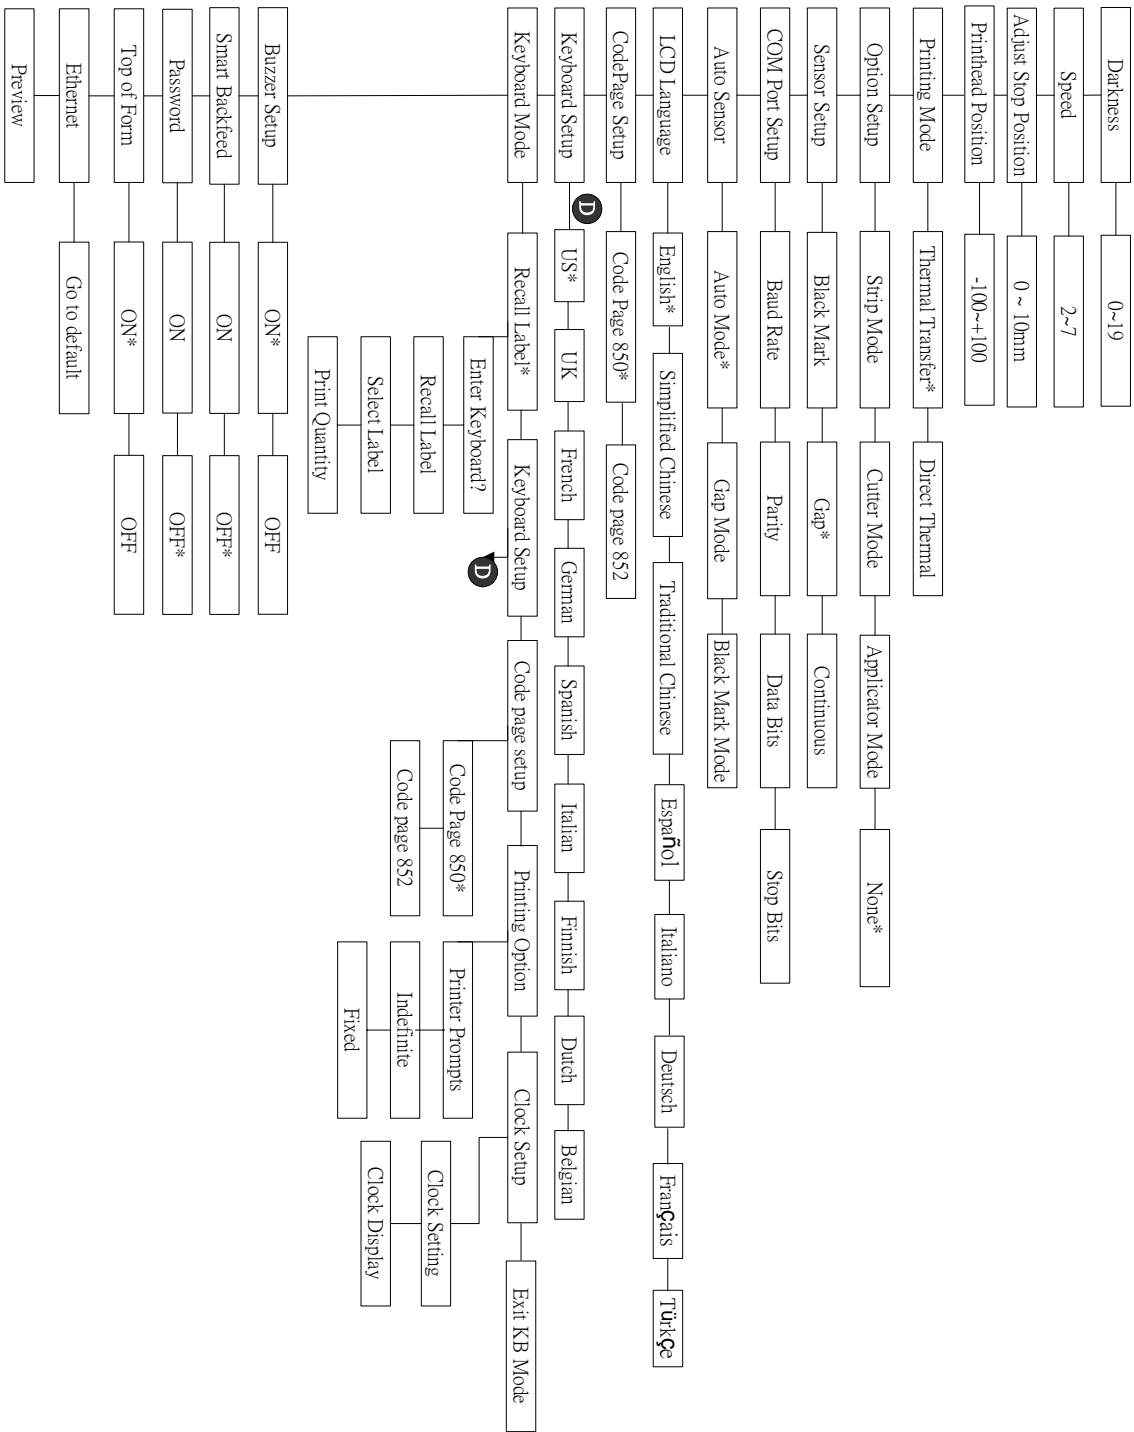 Darkness
0~19
Speed
2~7
Adjust Stop Position
0 ~ 10mm
Printhead Position
-100~+100
Printing Mode
Thermal Transfer*
Direct Thermal
Option Setup
Strip Mode
Cutter Mode
Applicator Mode
None*
Sensor Setup
Black Mark
Gap*
Continuous
COM Port Setup
Baud Rate
Parity
Data Bits
Stop Bits
Auto Sensor
Auto Mode*
Gap Mode
Black Mark Mode
LCD Language
English*
Simplified Chinese
Traditional Chinese
Español
Italiano
Deutsch
Français
Türkçe
CodePage Setup
Code Page 850*
Code page 852
Keyboard Setup
D
US*
UK
French
German
Spanish
Italian
Finnish
Dutch
Belgian
Keyboard Mode
Recall Label*
Keyboard Setup
Code page setup
Printing Option
Clock Setup
Exit KB Mode
Enter Keyboard?
Recall Label
Select Label
Print Quantity
D
Code Page 850*
Code page 852
Printer Prompts
Indefinite
Fixed
Clock Setting
Clock Display
Buzzer Setup
ON*
OFF
Smart Backfeed
ON
OFF*
Password
ON
OFF*
Top of Form
ON*
OFF
Ethernet
Go to default
Preview